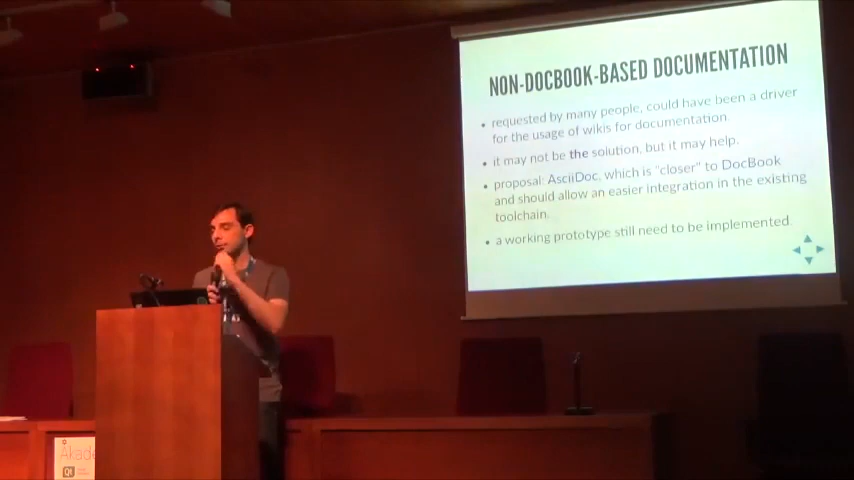 NON-DOCBOOK-BASED DOCUMENTATION
• requested by many people, could have been a driver
for the usage of wikis for documentation.
• it may not be the solution, but it may help.
• proposal: AsciiDoc, which is "closer" to DocBook
and should allow an easier integration in the existing
toolchain.
• a working prototype still need to be implemented.
Akade
Qt